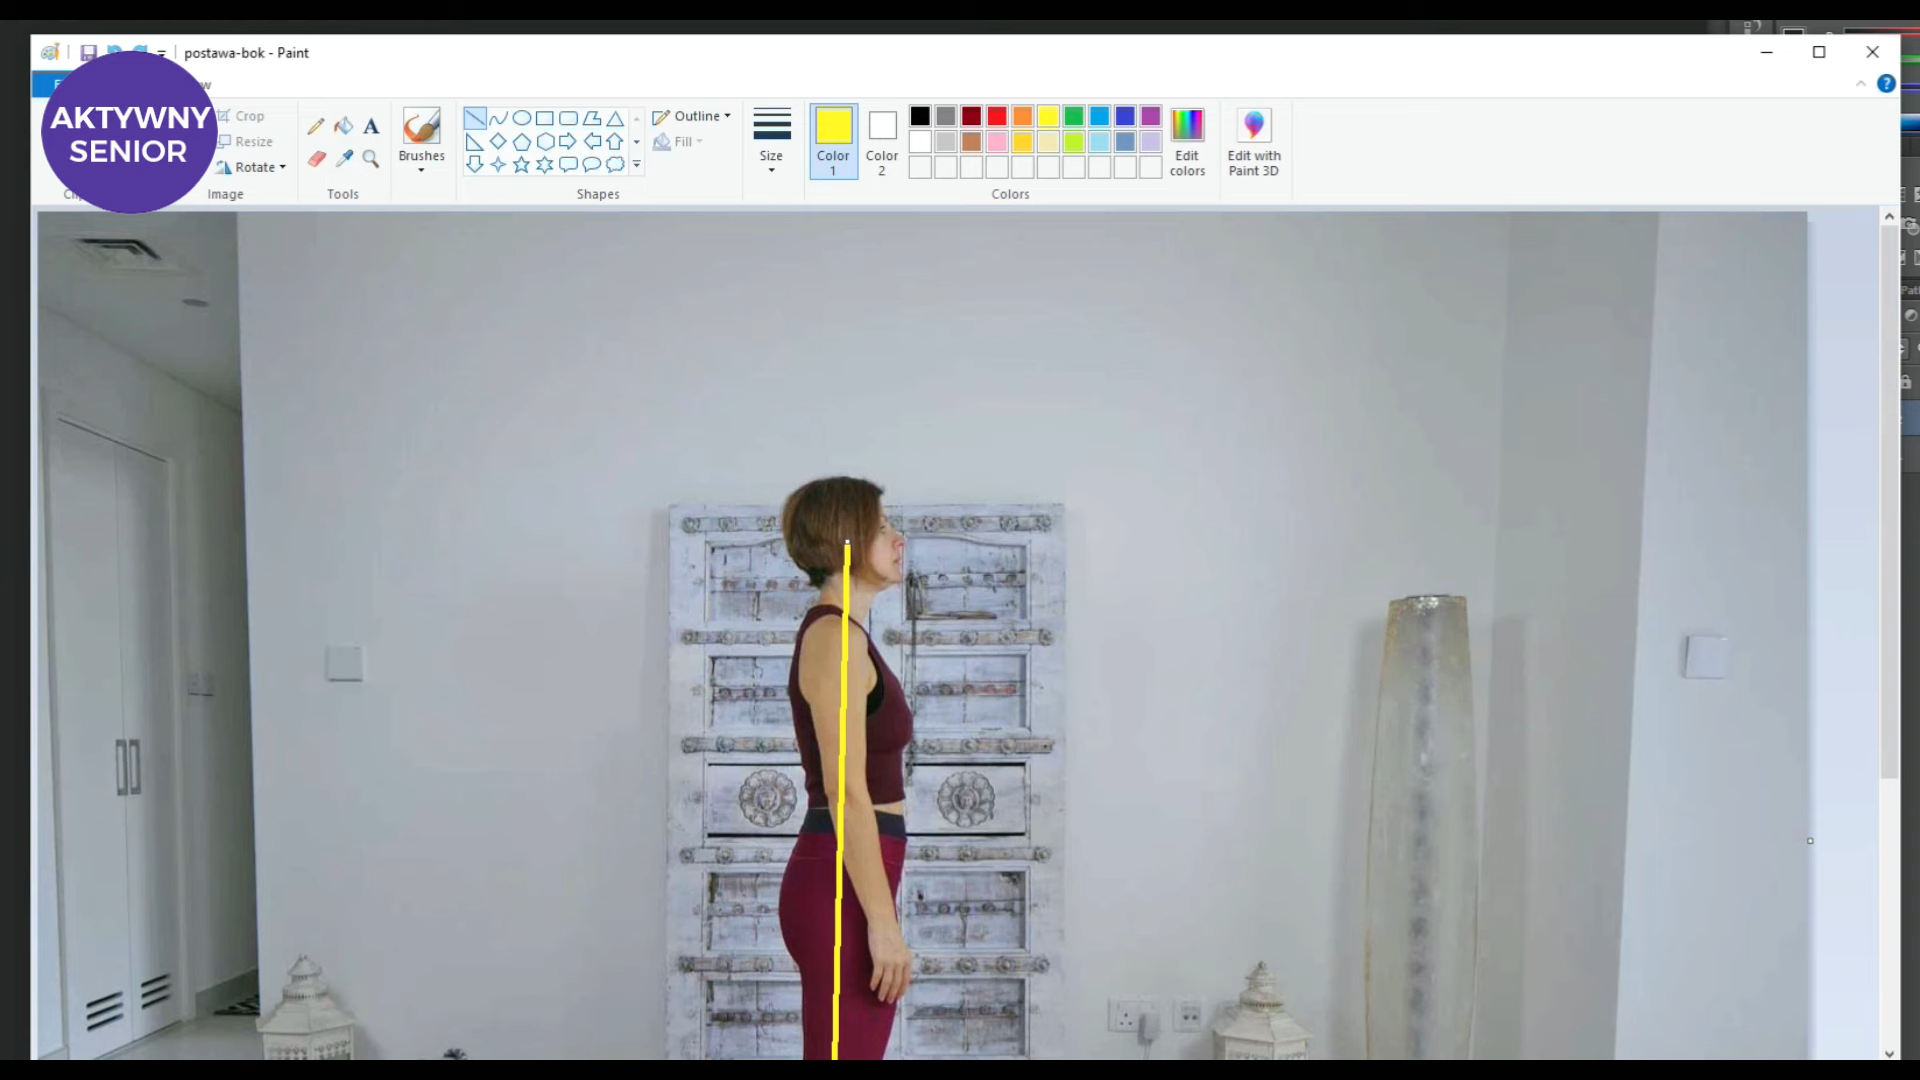 postawa-bok - Paint
AKTYWNY
SENIOR
Crop
Resize
Rotate
Image
Tools
Brushes
Outline
Fill
Shapes
Size
Color
1
Color
2
Edit
colors
Edit with
Paint 3D
Colors